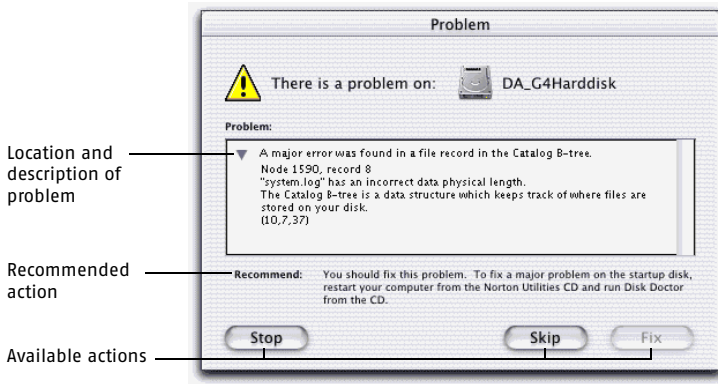 Problem
There is a problem on:
DA_G4Harddisk
Problem:
Location and
description of
problem
A major error was found in a file record in the Catalog B-tree.
Node 1590, record 8
"system.log" has an incorrect data physical length.
The Catalog B-tree is a data structure which keeps track of where files are
stored on your disk.
(10,7,37)
Recommended
action
Recommend:
You should fix this problem. To fix a major problem on the startup disk,
restart your computer from the Norton Utilities CD and run Disk Doctor
from the CD.
Available actions
Stop
Skip
Fix